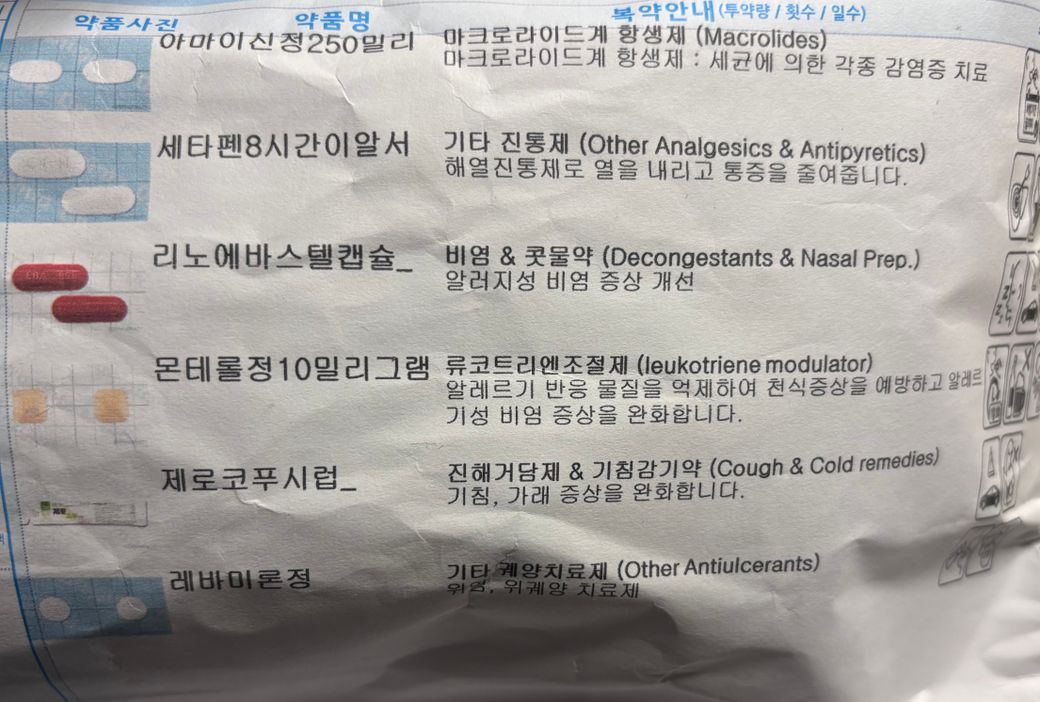 약품사진 약품명 복약안내(투약량 / 횟수 / 일수)
아마이신정250밀리 마크로라이드계 항생제 (Macrolides)
마크로라이드계 항생제 : 세균에 의한 각종 감염증 치료
세타펜8시간이알서 기타 진통제 (Other Analgesics & Antipyretics)
해열진통제로 열을 내리고 통증을 줄여줍니다.
리노에바스텔캡슐_ 비염 & 콧물약 (Decongestants & Nasal Prep.)
알러지성 비염 증상 개선
몬테롤정10밀리그램 류코트리엔조절제 (leukotriene modulator)
알레르기 반응 물질을 억제하여 천식증상을 예방하고 알레르
기성 비염 증상을 완화합니다.
제로코푸시럽_ 진해거담제 & 기침감기약 (Cough & Cold remedies)
기침, 가래 증상을 완화합니다.
레바미론정 기타 궤양치료제 (Other Antiulcerants)
위염, 위궤양 치료제